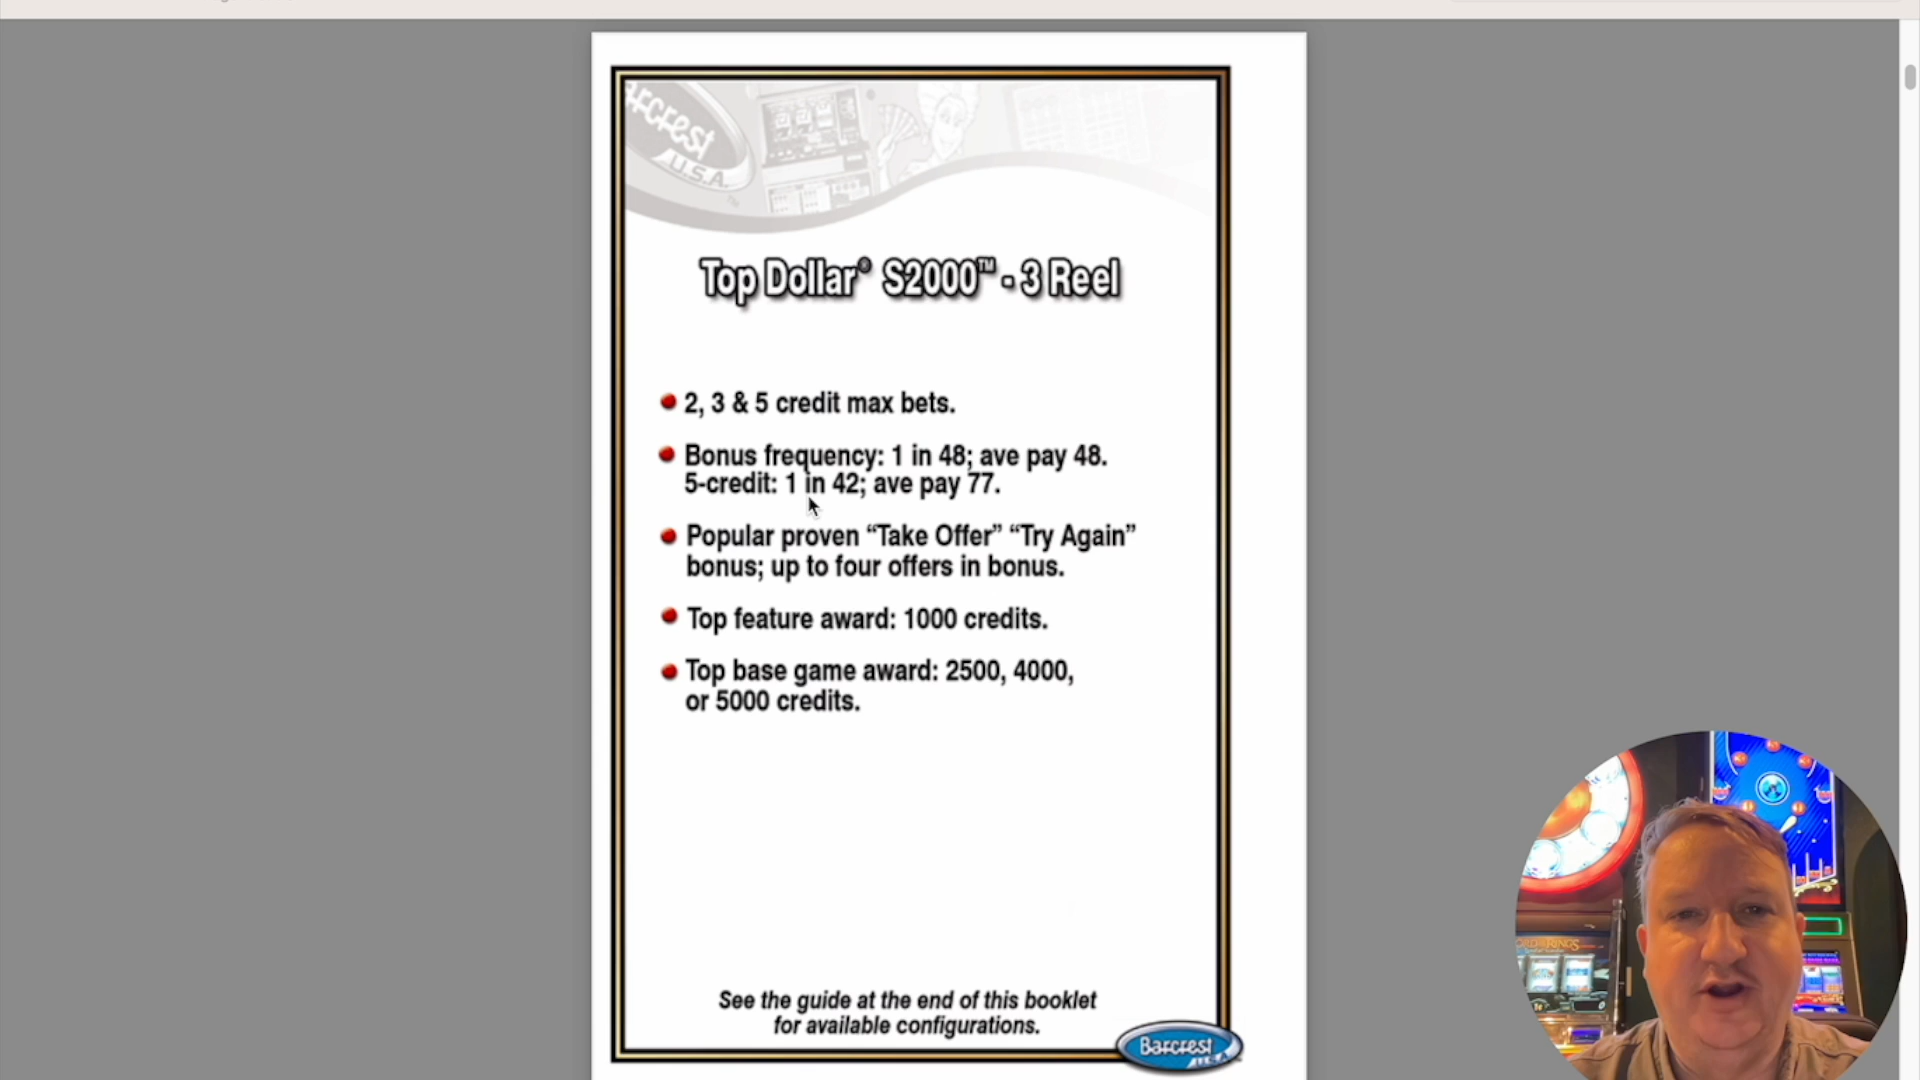 Barcrest
U.S.A.
Top Dollar® S2000™ - 3 Reel
2, 3 & 5 credit max bets.
Bonus frequency: 1 in 48; ave pay 48.
5-credit: 1 in 42; ave pay 77.
Popular proven “Take Offer” “Try Again”
bonus; up to four offers in bonus.
Top feature award: 1000 credits.
Top base game award: 2500, 4000,
or 5000 credits.
See the guide at the end of this booklet
for available configurations.
Barcrest
U.S.A.